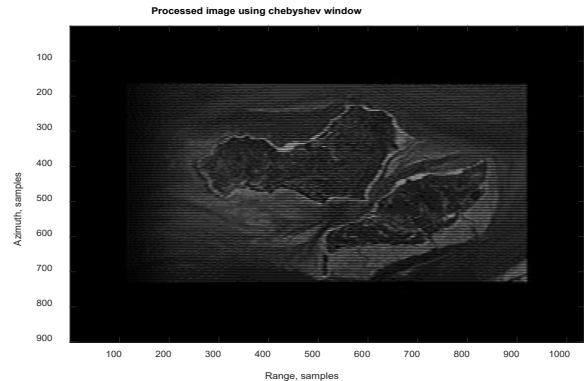 Processed image using chebyshev window
100
200
300
400
500
600
700
800
900
Azimuth, samples
100 200 300 400 500 600 700 800 900 1000
Range, samples